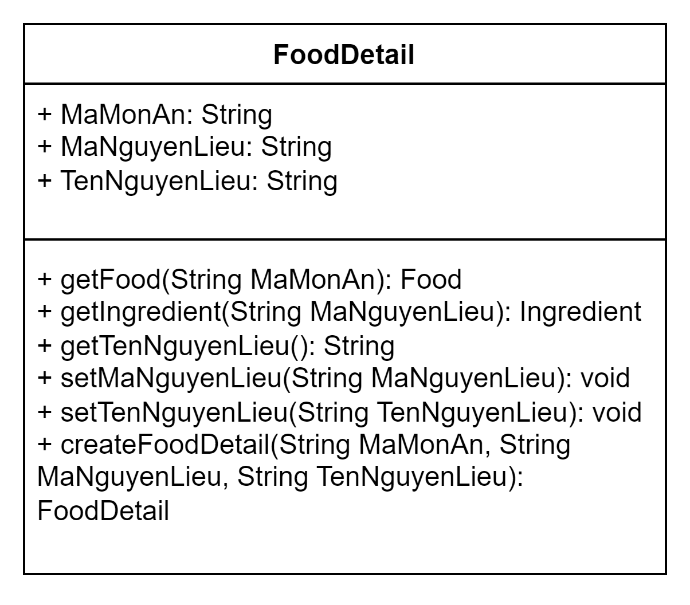 FoodDetail
+ MaMonAn: String
+ MaNguyenLieu: String
+ TenNguyenLieu: String
+ getFood(String MaMonAn): Food
+ getIngredient(String MaNguyenLieu): Ingredient
+ getTenNguyenLieu(): String
+ setMaNguyenLieu(String MaNguyenLieu): void
+ setTenNguyenLieu(String TenNguyenLieu): void
+ createFoodDetail(String MaMonAn, String
MaNguyenLieu, String TenNguyenLieu):
FoodDetail